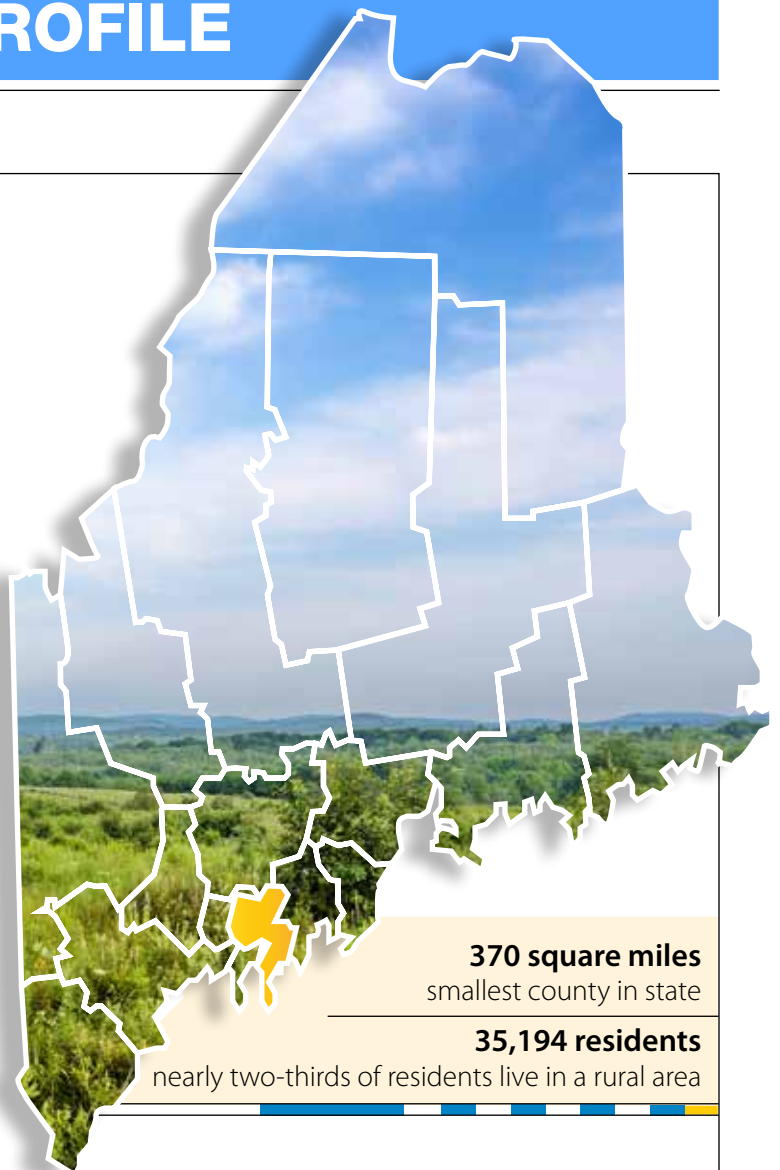 ROFILE
370 square miles
smallest county in state
35,194 residents
nearly two-thirds of residents live in a rural area